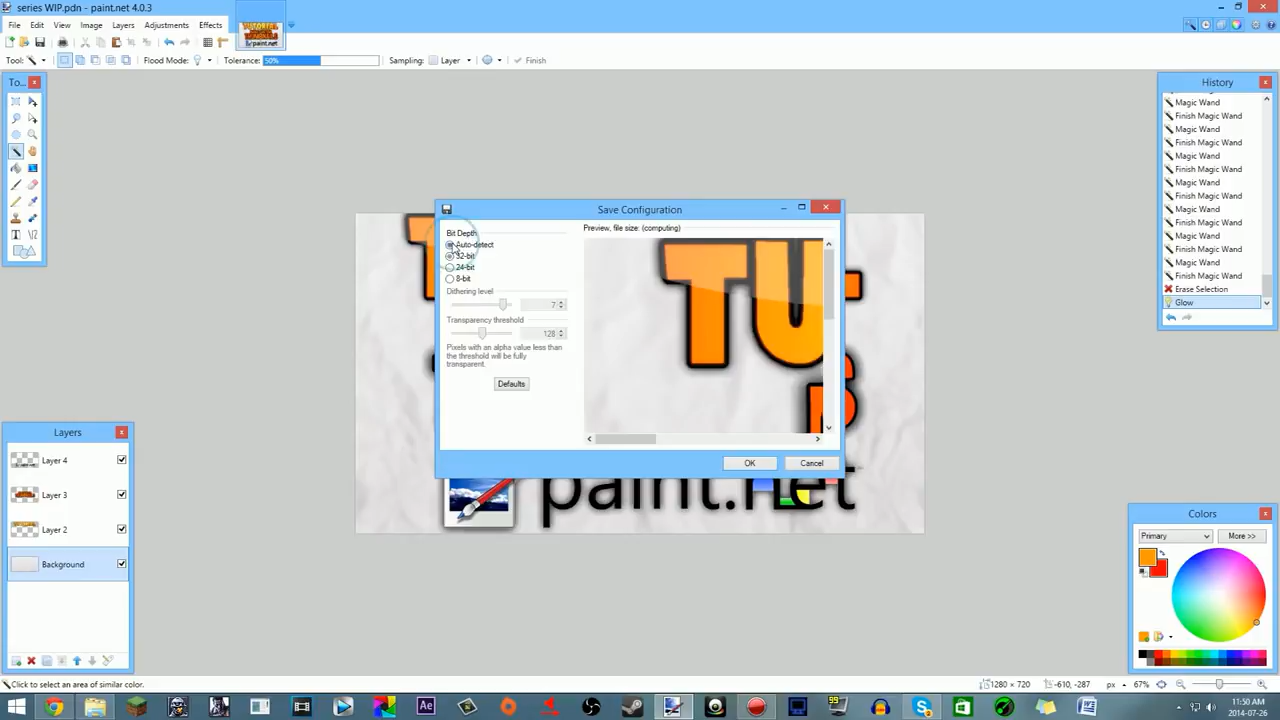 series WIP.pdn - paint.net 4.0.3
File Edit View Image Layers Adjustments Effects
Tool: Flood Mode: Tolerance: 50% Sampling: Layer Finish
To...
History
Magic Wand
Finish Magic Wand
Magic Wand
Finish Magic Wand
Magic Wand
Finish Magic Wand
Magic Wand
Finish Magic Wand
Magic Wand
Finish Magic Wand
Magic Wand
Finish Magic Wand
Magic Wand
Finish Magic Wand
Erase Selection
Glow
Save Configuration
Bit Depth
Auto-detect
32-bit
24-bit
8-bit
Dithering level
7
Transparency threshold
128
Pixels with an alpha value less than
the threshold will be fully
transparent.
Defaults
Preview, file size: (computing)
TU
OK Cancel
paint.net
Layers
Layer 4
Layer 3
Layer 2
Background
Colors
Primary More >>
Click to select an area of similar color.
1280 × 720 -610, -287 px 67%
Ae
99
11:50 AM
2014-07-26